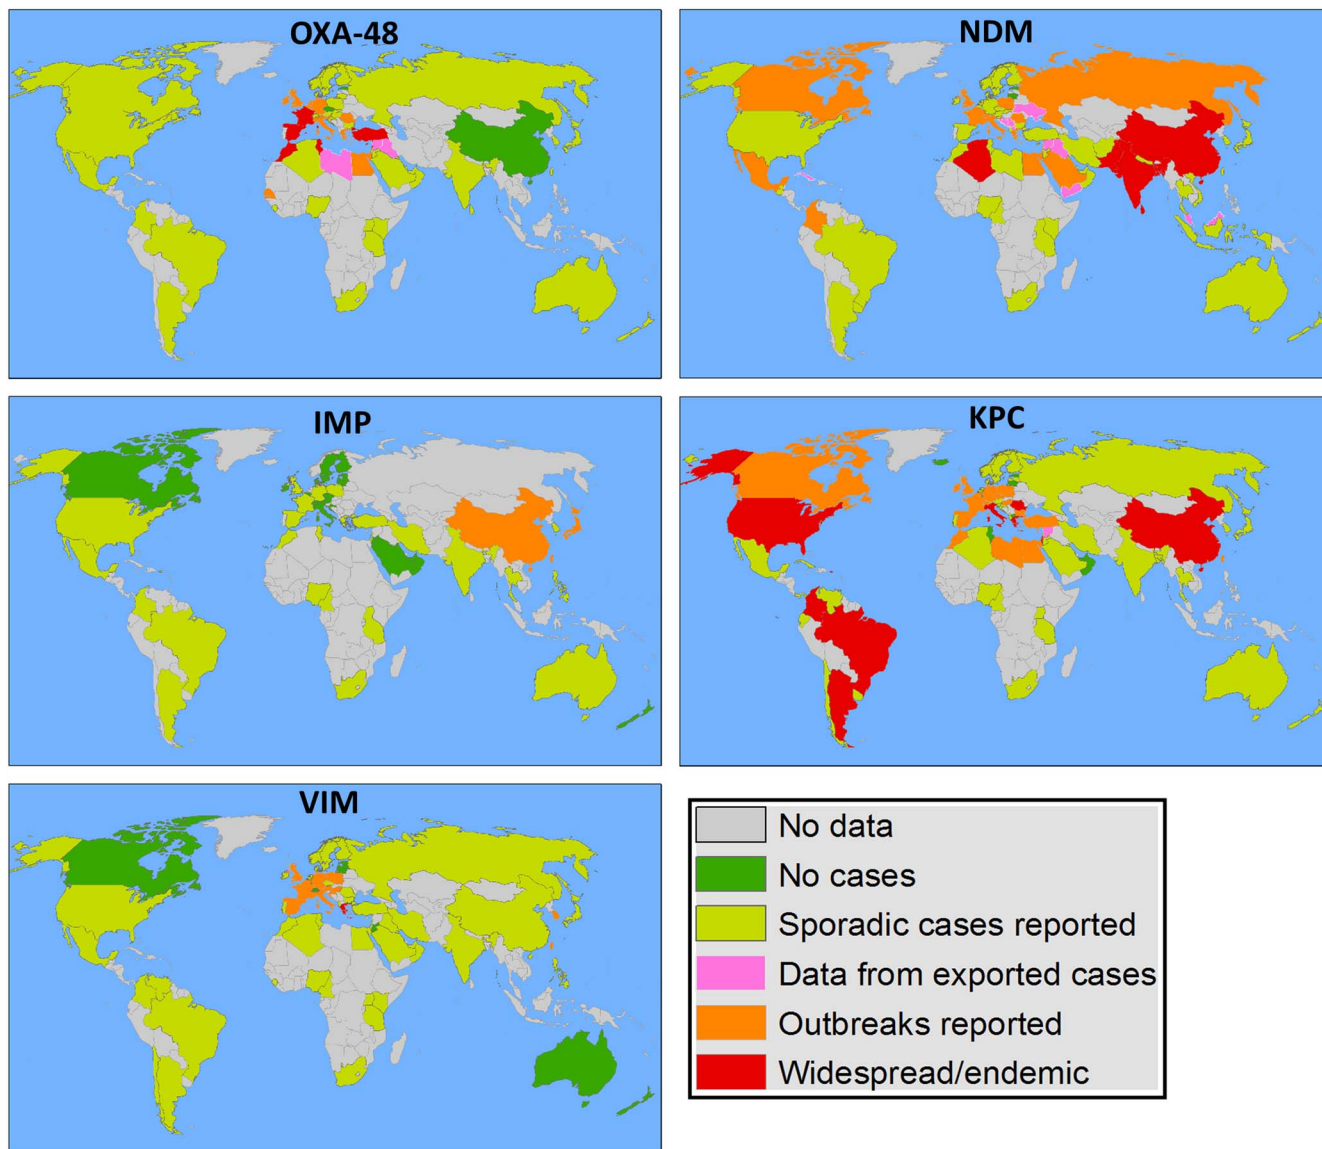 OXA-48
NDM
IMP
KPC
VIM
No data
No cases
Sporadic cases reported
Data from exported cases
Outbreaks reported
Widespread/endemic